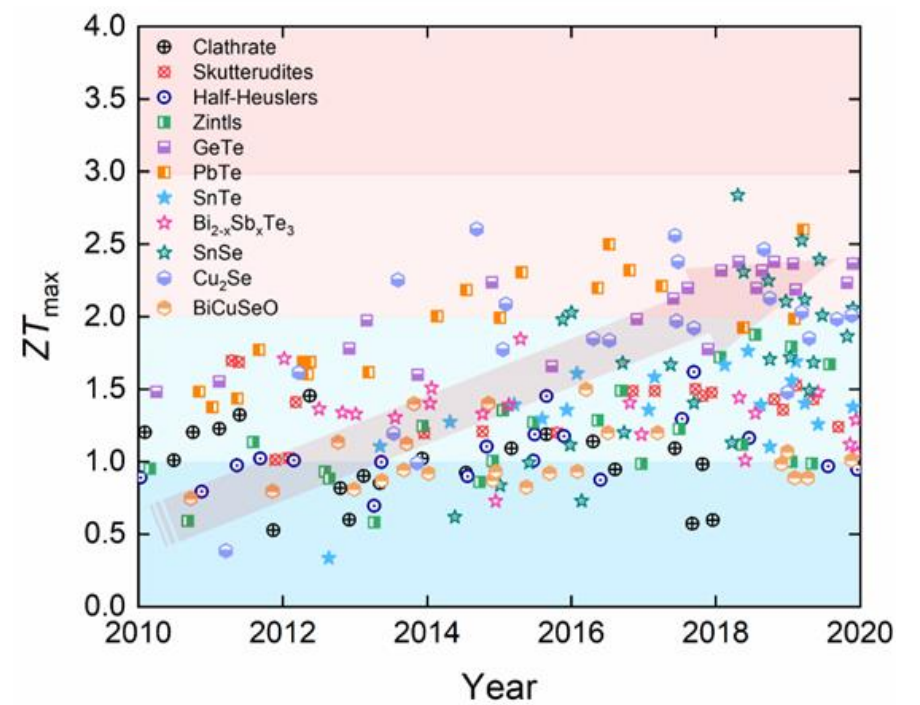 4.0
3.5
3.0
2.5
2.0
1.5
1.0
0.5
0.0
ZTmax
Clathrate
Skutterudites
Half-Heuslers
Zintls
GeTe
PbTe
SnTe
Bi2-xSbxTe3
SnSe
Cu2Se
BiCuSeO
2010 2012 2014 2016 2018 2020
Year